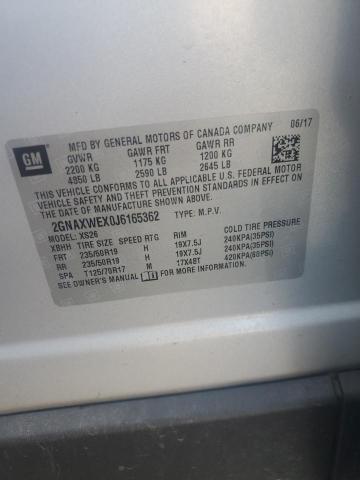 GM
06/17
MFD BY GENERAL MOTORS OF CANADA COMPANY
GVWR GAWR FRT GAWR RR
2200 KG 1175 KG 1200 KG
4850 LB 2590 LB 2645 LB
THIS VEHICLE CONFORMS TO ALL APPLICABLE U.S. FEDERAL MOTOR
VEHICLE SAFETY AND THEFT PREVENTION STANDARDS IN EFFECT ON
THE DATE OF MANUFACTURE SHOWN ABOVE.
2GNAXWEX0J6165362 TYPE: M.P.V.
MODEL: XS26
XBHH TIRE SIZE SPEED RTG RIM COLD TIRE PRESSURE
FRT 235/50R19 H 19X7.5J 240KPA(35PSI)
RR 235/50R19 H 19X7.5J 240KPA(35PSI)
SPA T125/70R17 M 17X4BT 420KPA(60PSI)
SEE OWNER'S MANUAL